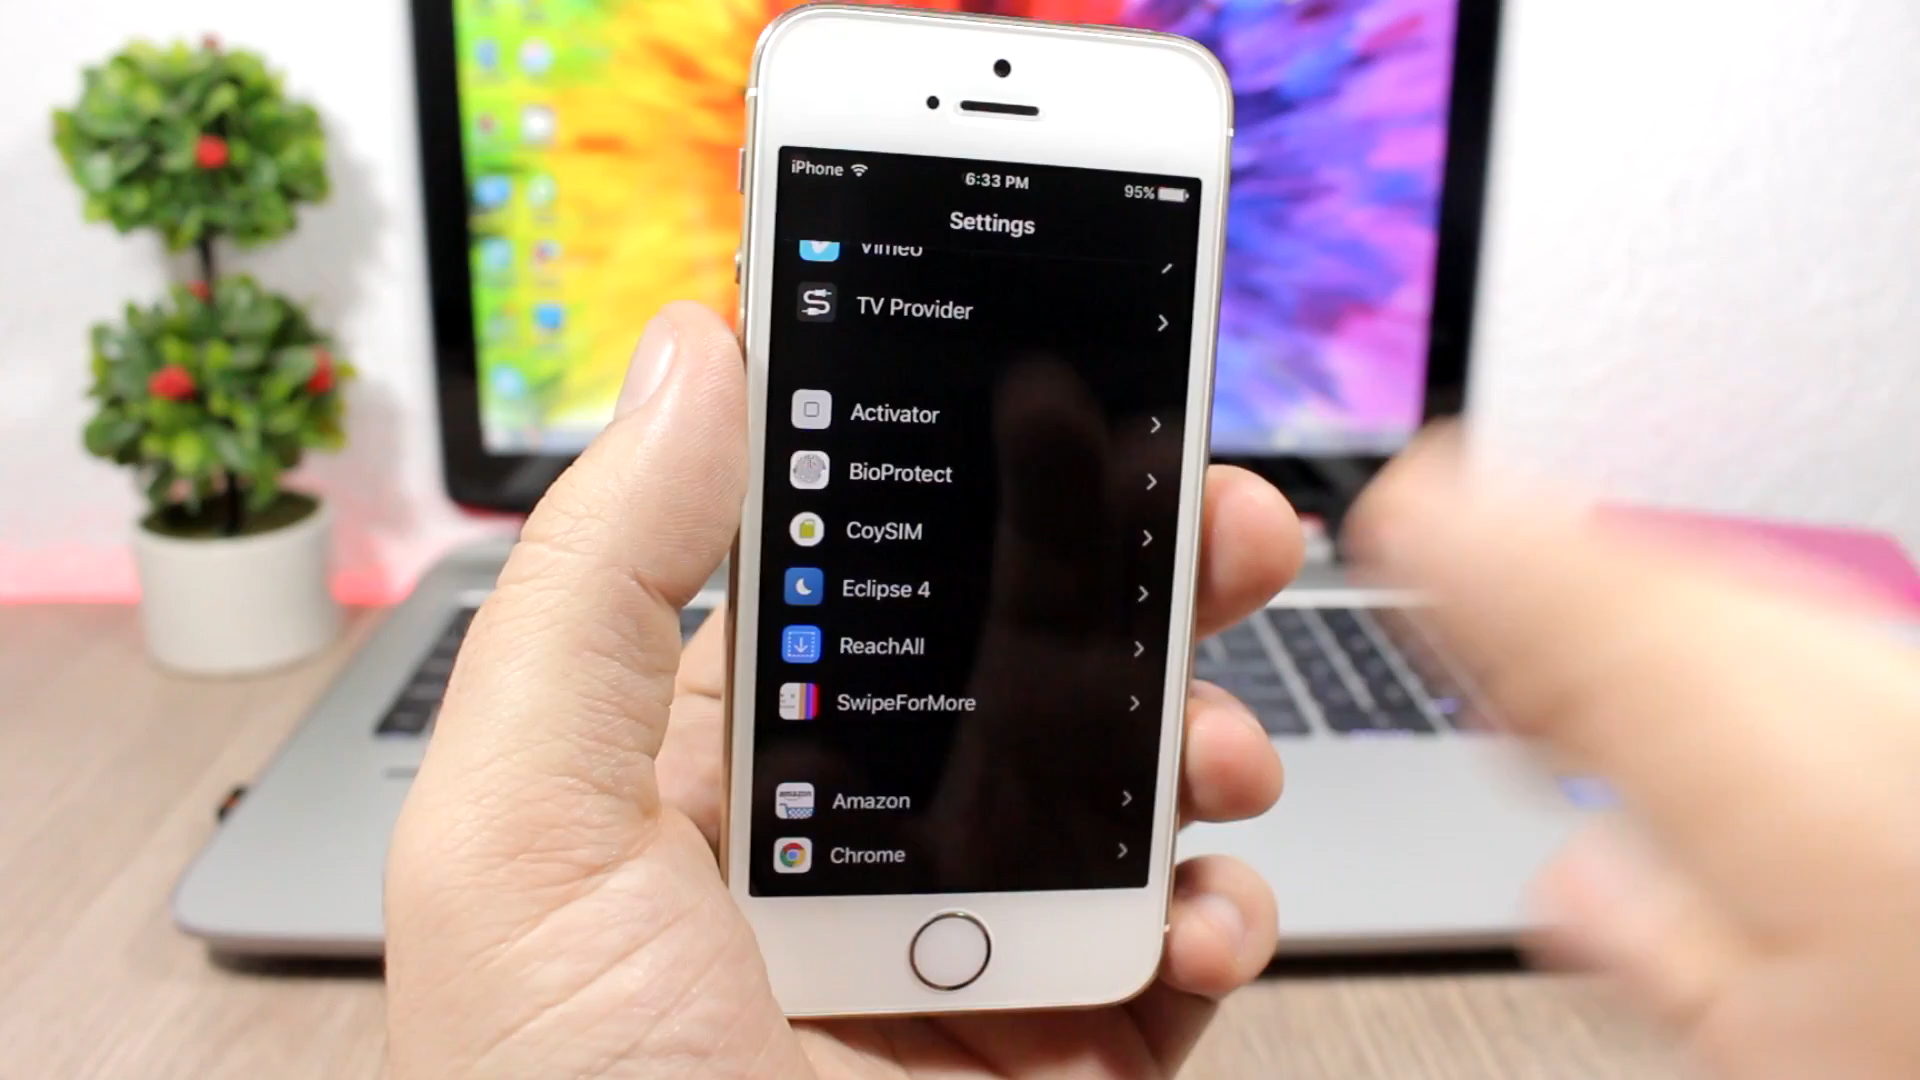 iPhone
6:33 PM
95%
Settings
Vimeo
TV Provider
Activator
BioProtect
CoySIM
Eclipse 4
ReachAll
SwipeForMore
Amazon
Chrome